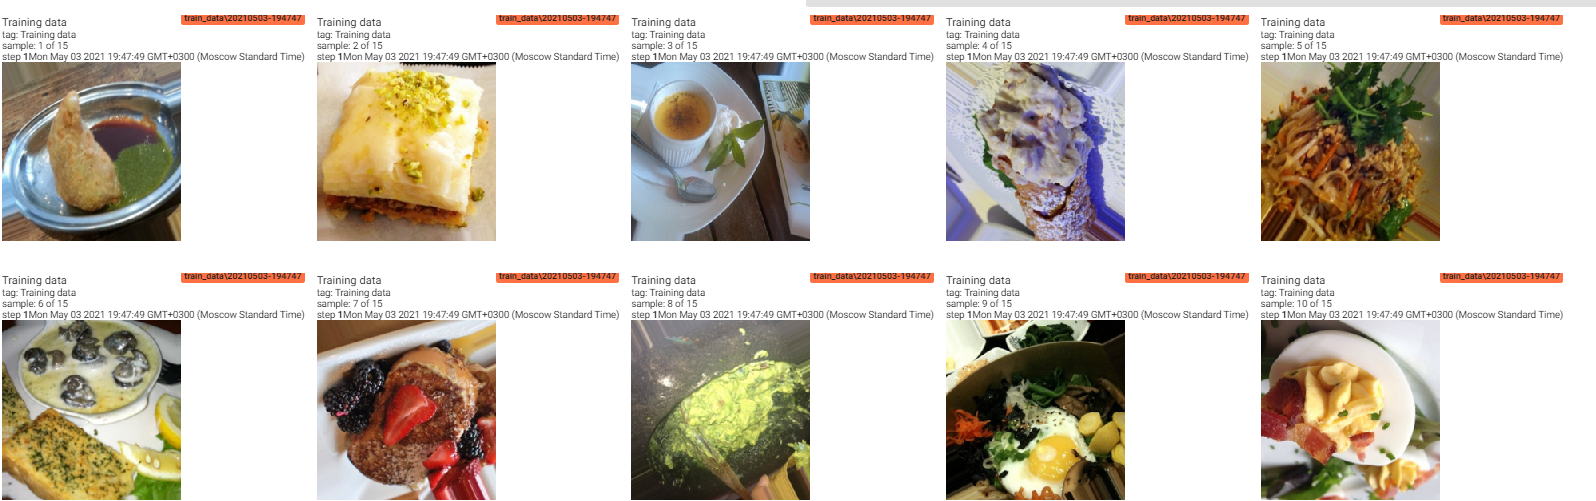 Training data
train_data\20210503-194747
tag: Training data
sample: 1 of 15
step 1Mon May 03 2021 19:47:49 GMT+0300 (Moscow Standard Time)
Training data
train_data\20210503-194747
tag: Training data
sample: 2 of 15
step 1Mon May 03 2021 19:47:49 GMT+0300 (Moscow Standard Time)
Training data
train_data\20210503-194747
tag: Training data
sample: 3 of 15
step 1Mon May 03 2021 19:47:49 GMT+0300 (Moscow Standard Time)
Training data
train_data\20210503-194747
tag: Training data
sample: 4 of 15
step 1Mon May 03 2021 19:47:49 GMT+0300 (Moscow Standard Time)
Training data
train_data\20210503-194747
tag: Training data
sample: 5 of 15
step 1Mon May 03 2021 19:47:49 GMT+0300 (Moscow Standard Time)
Training data
train_data\20210503-194747
tag: Training data
sample: 6 of 15
step 1Mon May 03 2021 19:47:49 GMT+0300 (Moscow Standard Time)
Training data
train_data\20210503-194747
tag: Training data
sample: 7 of 15
step 1Mon May 03 2021 19:47:49 GMT+0300 (Moscow Standard Time)
Training data
train_data\20210503-194747
tag: Training data
sample: 8 of 15
step 1Mon May 03 2021 19:47:49 GMT+0300 (Moscow Standard Time)
Training data
train_data\20210503-194747
tag: Training data
sample: 9 of 15
step 1Mon May 03 2021 19:47:49 GMT+0300 (Moscow Standard Time)
Training data
train_data\20210503-194747
tag: Training data
sample: 10 of 15
step 1Mon May 03 2021 19:47:49 GMT+0300 (Moscow Standard Time)